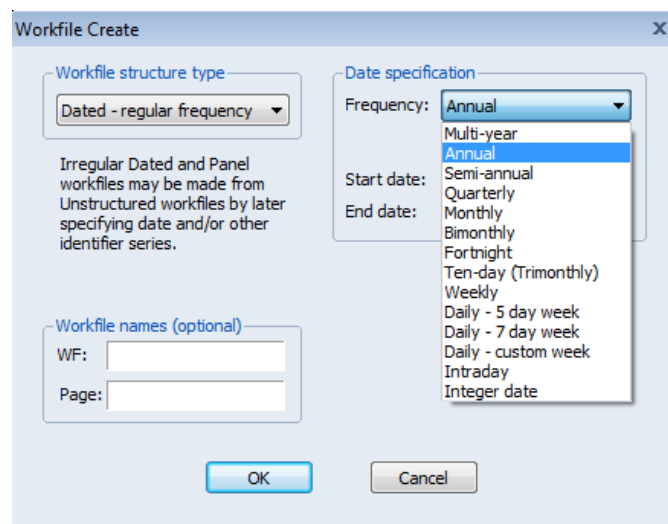 Workfile Create
x
Workfile structure type
Dated - regular frequency
Irregular Dated and Panel
workfiles may be made from
Unstructured workfiles by later
specifying date and/or other
identifier series.
Date specification
Frequency: Annual
Multi-year
Annual
Semi-annual
Quarterly
Monthly
Bimonthly
Fortnight
Ten-day (Trimonthly)
Weekly
Daily - 5 day week
Daily - 7 day week
Daily - custom week
Intraday
Integer date
Start date:
End date:
Workfile names (optional)
WF:
Page:
OK
Cancel